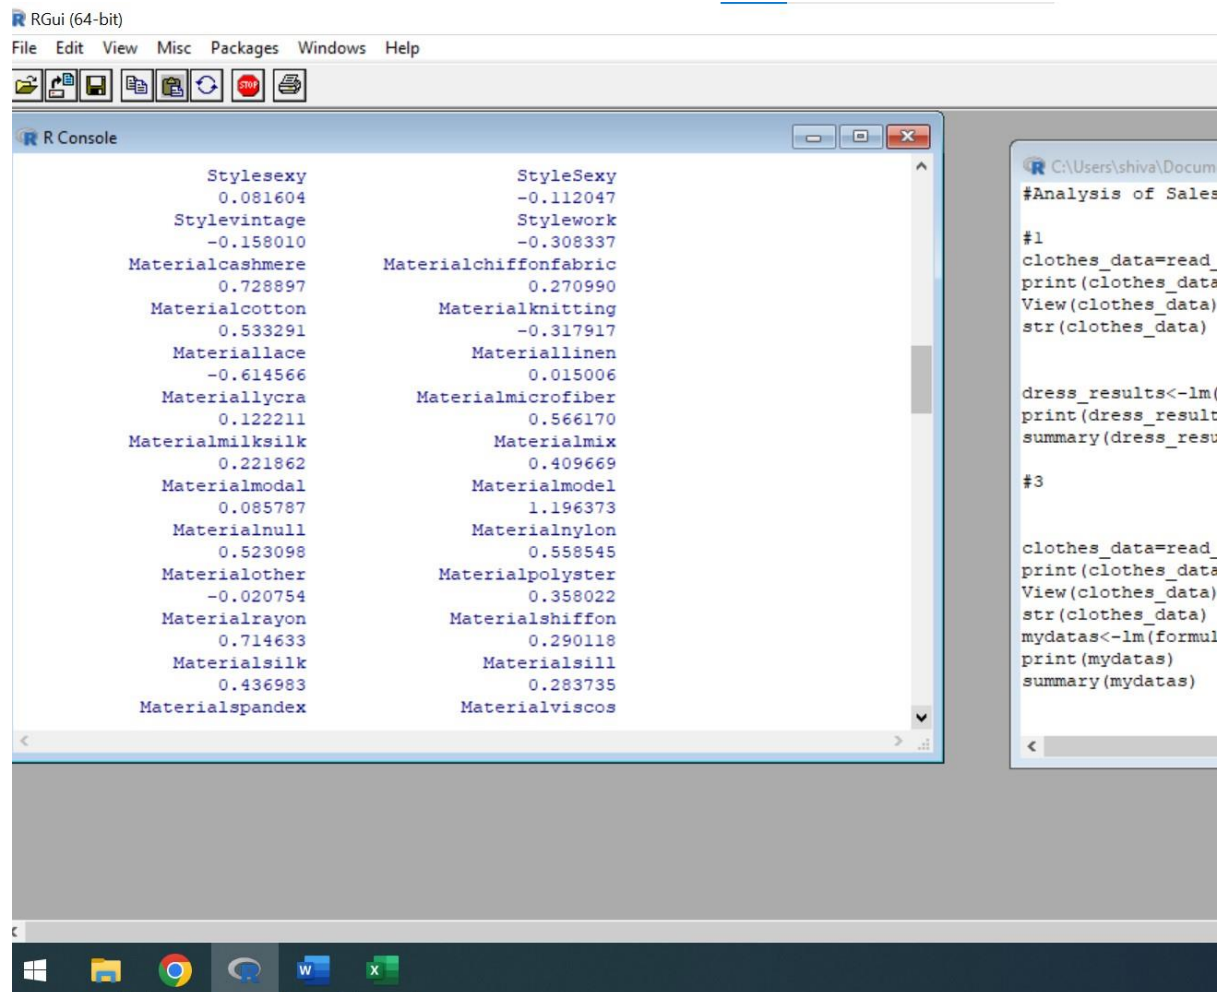 RGui (64-bit)
File Edit View Misc Packages Windows Help
STOP
R Console
Stylesexy StyleSexy
0.081604 -0.112047
Stylevintage Stylework
-0.158010 -0.308337
Materialcashmere Materialchiffonfabric
0.728897 0.270990
Materialcotton Materialknitting
0.533291 -0.317917
Materiallace Materiallinen
-0.614566 0.015006
Materiallycra Materialmicrofiber
0.122211 0.566170
Materialmilksilk Materialmix
0.221862 0.409669
Materialmodal Materialmodel
0.085787 1.196373
Materialnull Materialnylon
0.523098 0.558545
Materialother Materialpolyster
-0.020754 0.358022
Materialrayon Materialshiffon
0.714633 0.290118
Materialsilk Materialsill
0.436983 0.283735
Materialspandex Materialviscos
C:\Users\shiva\Docum
#Analysis of Sales
#1
clothes_data=read_
print(clothes_data
View(clothes_data)
str(clothes_data)
dress_results<-lm(
print(dress_result
summary(dress_resu
#3
clothes_data=read_
print(clothes_data
View(clothes_data)
str(clothes_data)
mydatas<-lm(formul
print(mydatas)
summary(mydatas)